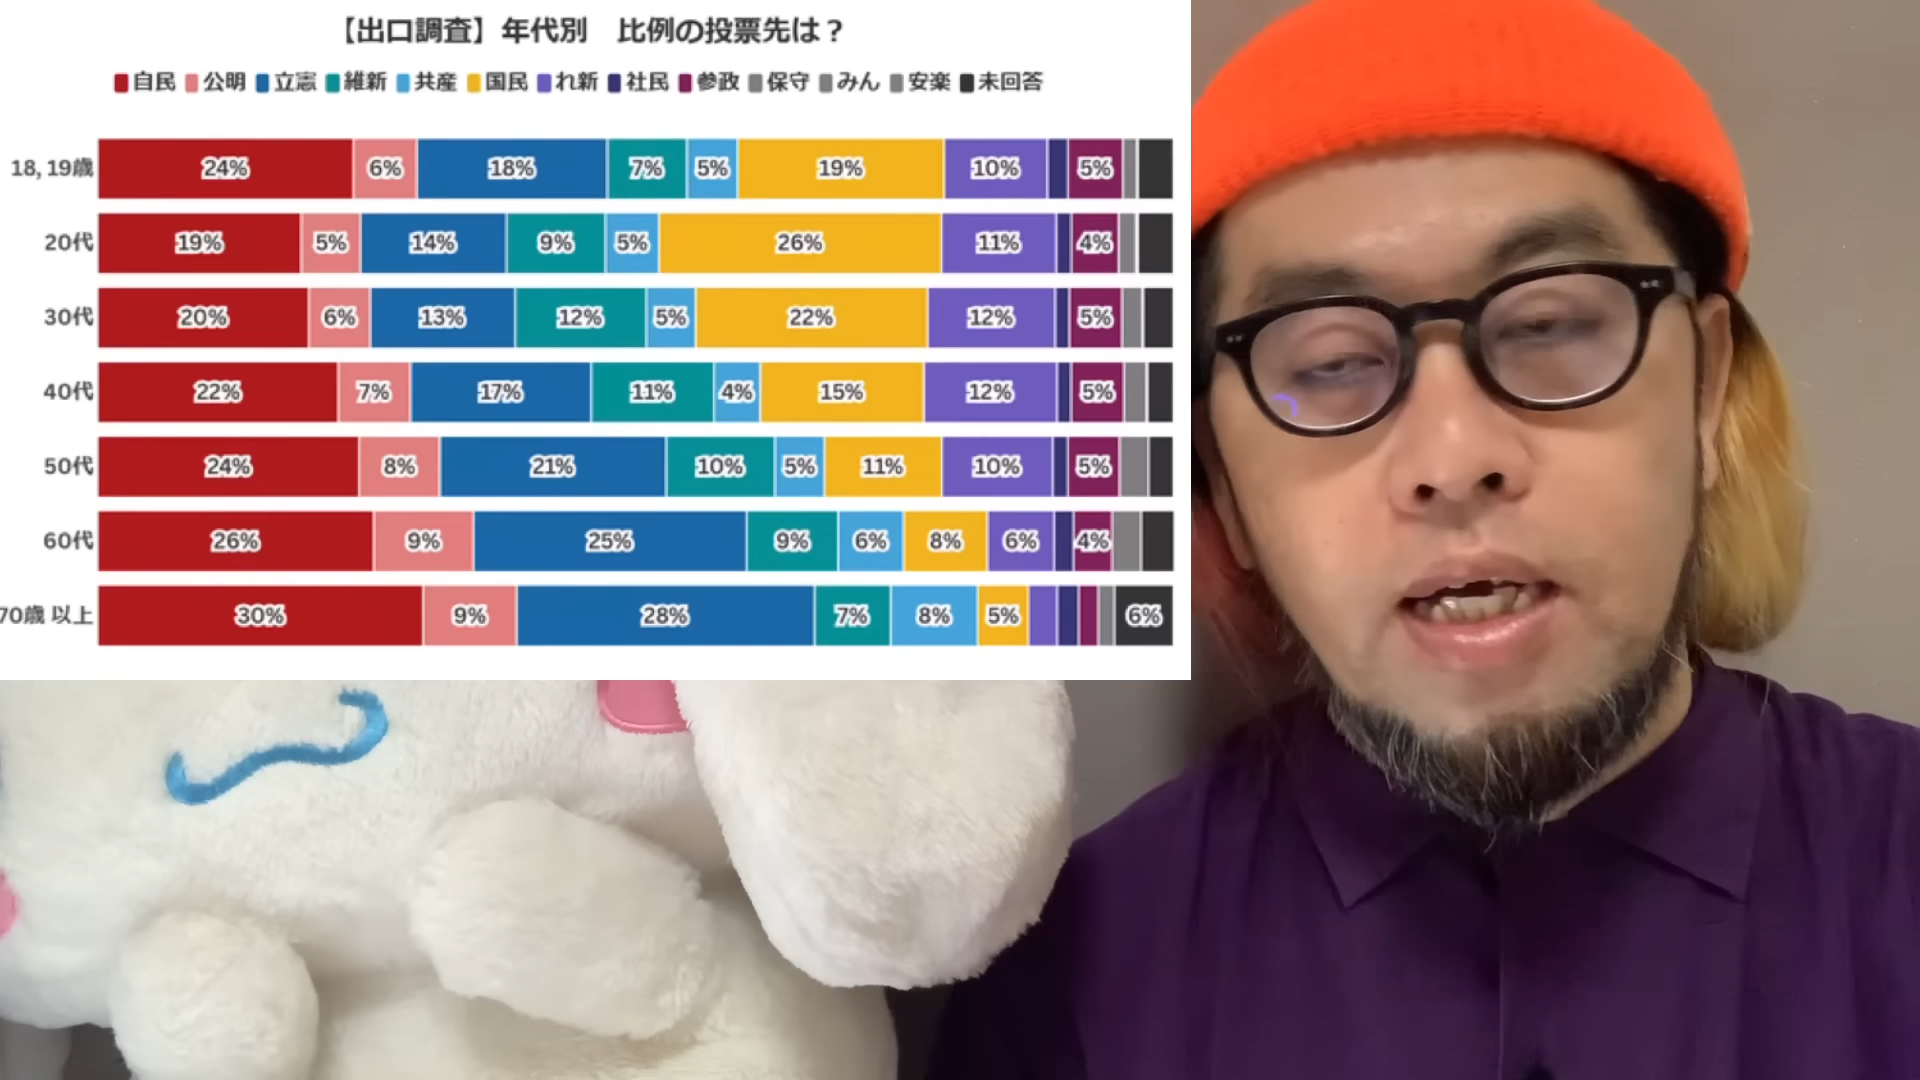 【出口調査】年代別　比例の投票先は？
自民 公明 立憲 維新 共産 国民 れ新 社民 参政 保守 みん 安楽 未回答
18, 19歳 24% 6% 18% 7% 5% 19% 10% 5%
20代 19% 5% 14% 9% 5% 26% 11% 4%
30代 20% 6% 13% 12% 5% 22% 12% 5%
40代 22% 7% 17% 11% 4% 15% 12% 5%
50代 24% 8% 21% 10% 5% 11% 10% 5%
60代 26% 9% 25% 9% 6% 8% 6% 4%
70歳 以上 30% 9% 28% 7% 8% 5% 6%